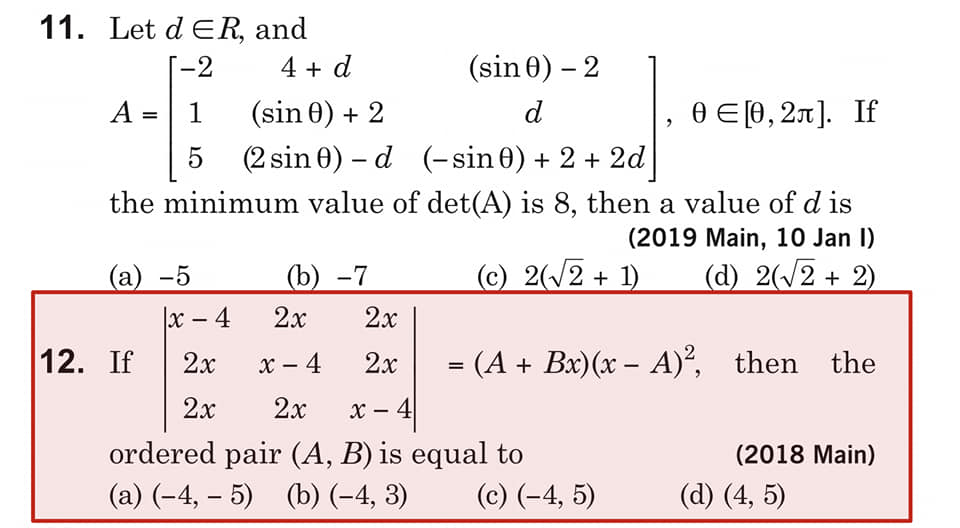 11. Let d ∈ R, and
A = [ −2 4 + d (sin θ) − 2
1 (sin θ) + 2 d
5 (2 sin θ) − d (− sin θ) + 2 + 2d ], θ ∈ [θ, 2π]. If
the minimum value of det(A) is 8, then a value of d is
(2019 Main, 10 Jan I)
(a) −5 (b) −7 (c) 2(√2 + 1) (d) 2(√2 + 2)
12. If | x − 4 2x 2x
2x x − 4 2x
2x 2x x − 4 | = (A + Bx)(x − A)², then the
ordered pair (A, B) is equal to (2018 Main)
(a) (−4, − 5) (b) (−4, 3) (c) (−4, 5) (d) (4, 5)